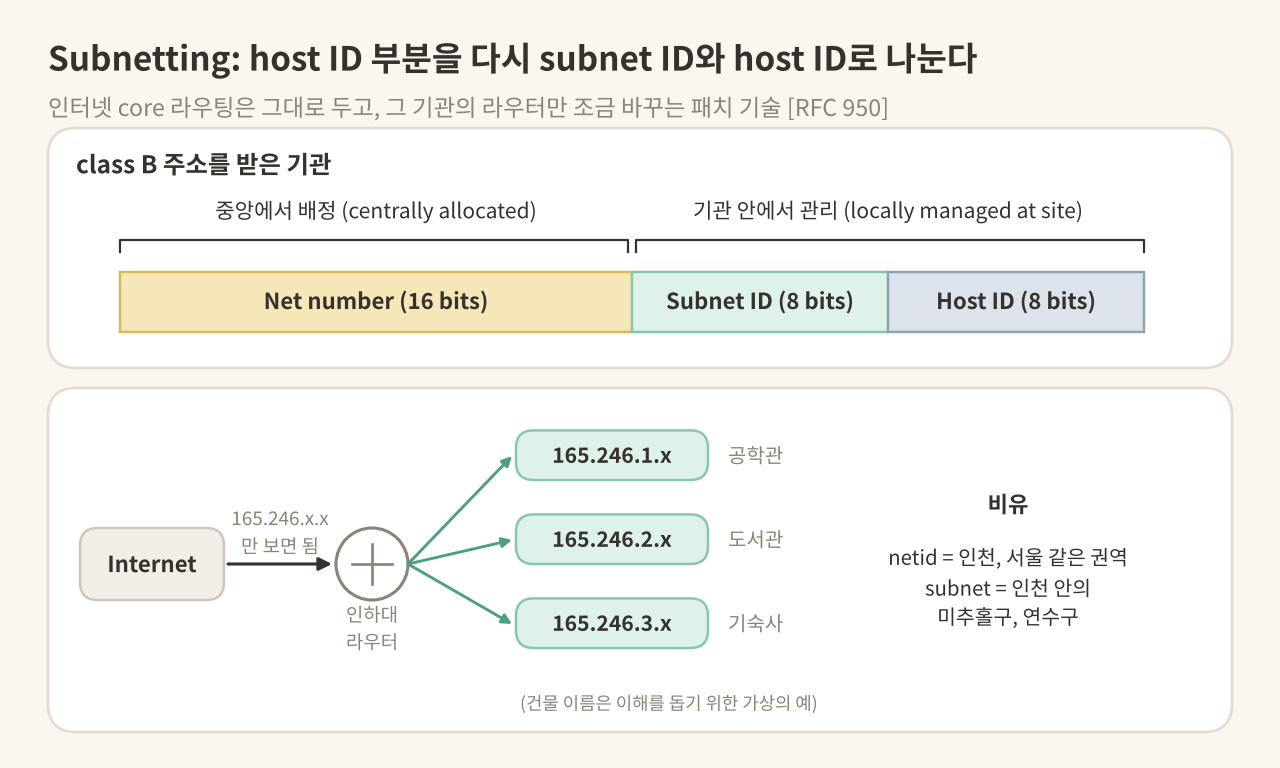 Subnetting: host ID 부분을 다시 subnet ID와 host ID로 나눈다
인터넷 core 라우팅은 그대로 두고, 그 기관의 라우터만 조금 바꾸는 패치 기술 [RFC 950]
class B 주소를 받은 기관
중앙에서 배정 (centrally allocated)
기관 안에서 관리 (locally managed at site)
Net number (16 bits)
Subnet ID (8 bits)
Host ID (8 bits)
Internet
165.246.x.x
만 보면 됨
인하대
라우터
165.246.1.x
공학관
165.246.2.x
도서관
165.246.3.x
기숙사
비유
netid = 인천, 서울 같은 권역
subnet = 인천 안의
미추홀구, 연수구
(건물 이름은 이해를 돕기 위한 가상의 예)